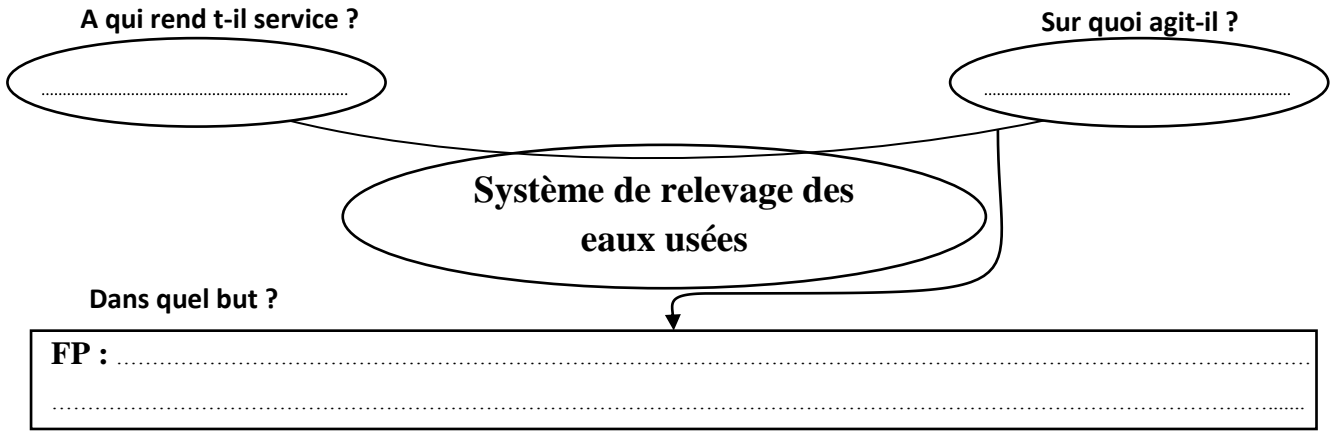 A qui rend t-il service ?
Sur quoi agit-il ?
........................................
........................................
Système de relevage des
eaux usées
Dans quel but ?
FP : ................................................................................
................................................................................